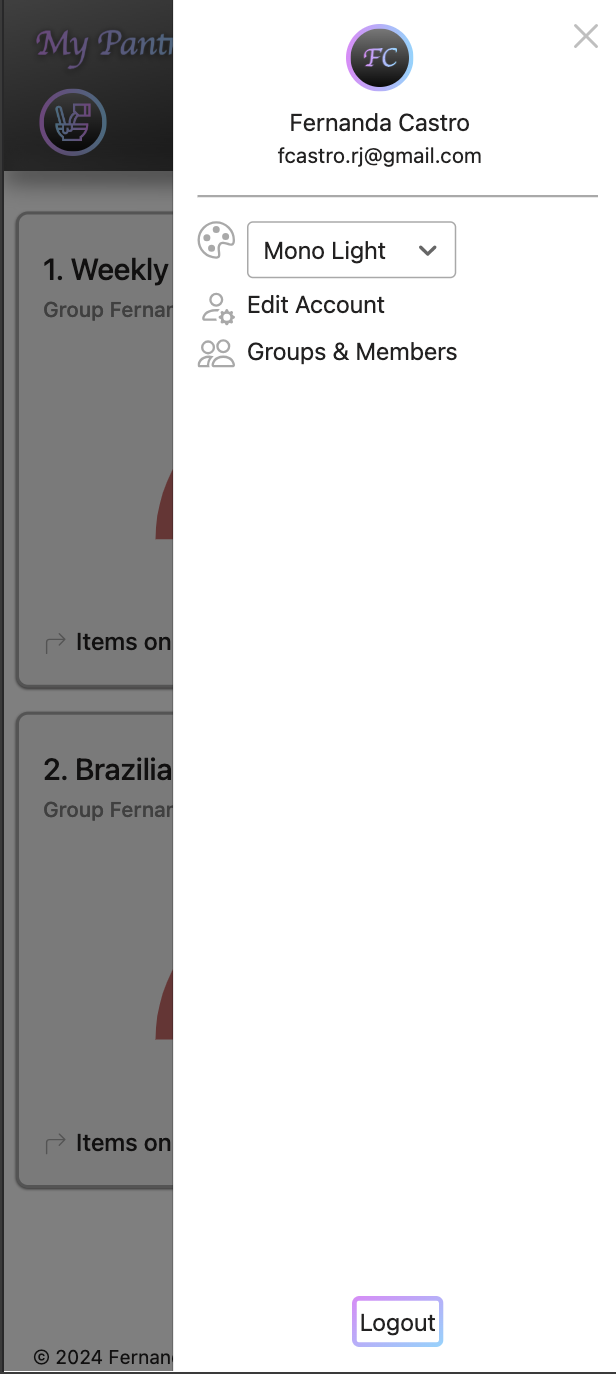 My Pant
FC
Fernanda Castro
fcastro.rj@gmail.com
Mono Light
Edit Account
Groups & Members
1. Weekly
Group Fernar
Items on
2. Brazilia
Group Fernar
Items on
Logout
© 2024 Fernan